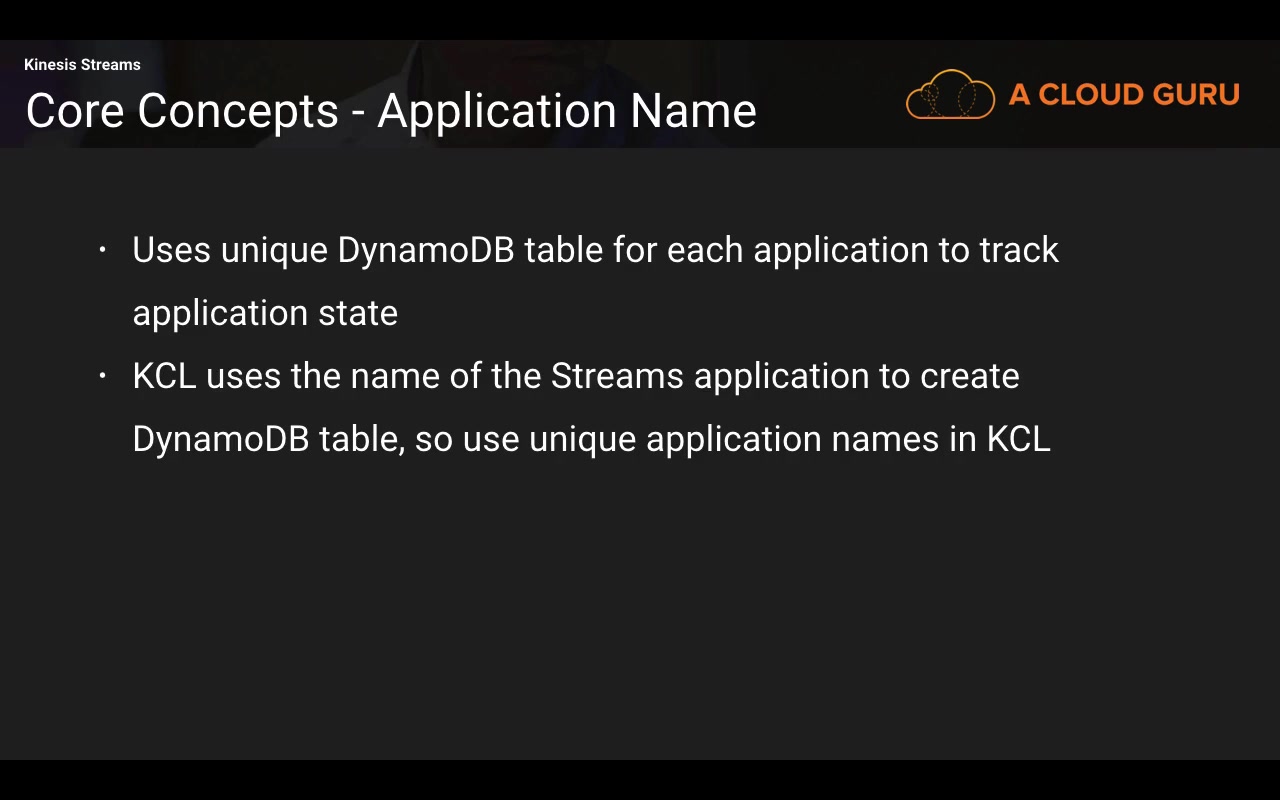 Kinesis Streams
Core Concepts - Application Name
A CLOUD GURU
• Uses unique DynamoDB table for each application to track
application state
• KCL uses the name of the Streams application to create
DynamoDB table, so use unique application names in KCL